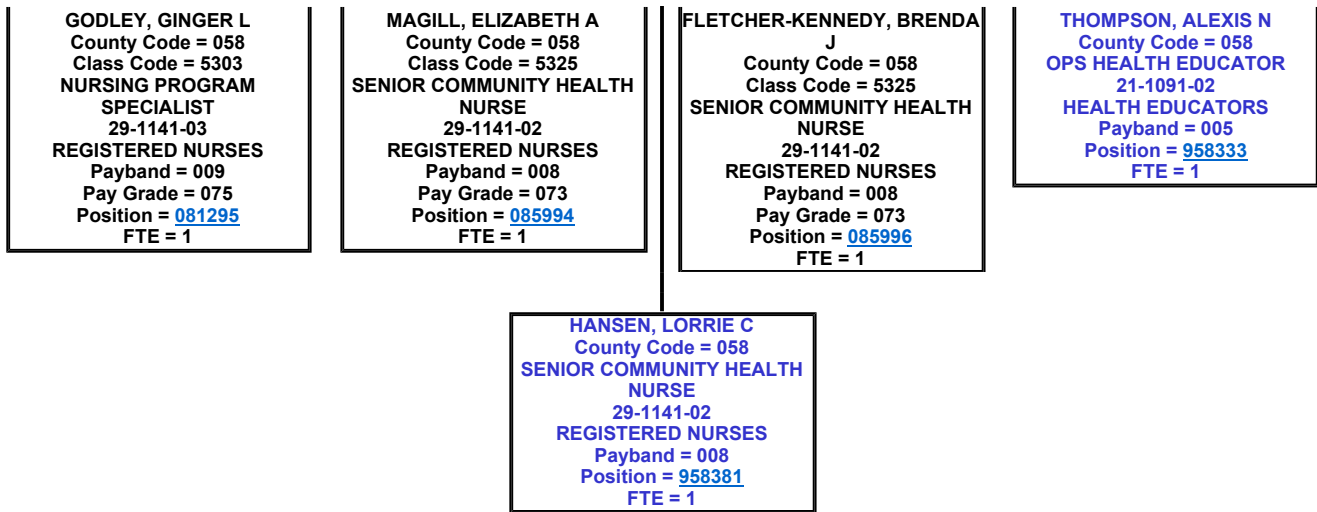 GODLEY, GINGER L
County Code = 058
Class Code = 5303
NURSING PROGRAM
SPECIALIST
29-1141-03
REGISTERED NURSES
Payband = 009
Pay Grade = 075
Position = 081295
FTE = 1
MAGILL, ELIZABETH A
County Code = 058
Class Code = 5325
SENIOR COMMUNITY HEALTH
NURSE
29-1141-02
REGISTERED NURSES
Payband = 008
Pay Grade = 073
Position = 085994
FTE = 1
FLETCHER-KENNEDY, BRENDA
J
County Code = 058
Class Code = 5325
SENIOR COMMUNITY HEALTH
NURSE
29-1141-02
REGISTERED NURSES
Payband = 008
Pay Grade = 073
Position = 085996
FTE = 1
THOMPSON, ALEXIS N
County Code = 058
OPS HEALTH EDUCATOR
21-1091-02
HEALTH EDUCATORS
Payband = 005
Position = 958333
FTE = 1
HANSEN, LORRIE C
County Code = 058
SENIOR COMMUNITY HEALTH
NURSE
29-1141-02
REGISTERED NURSES
Payband = 008
Position = 958381
FTE = 1